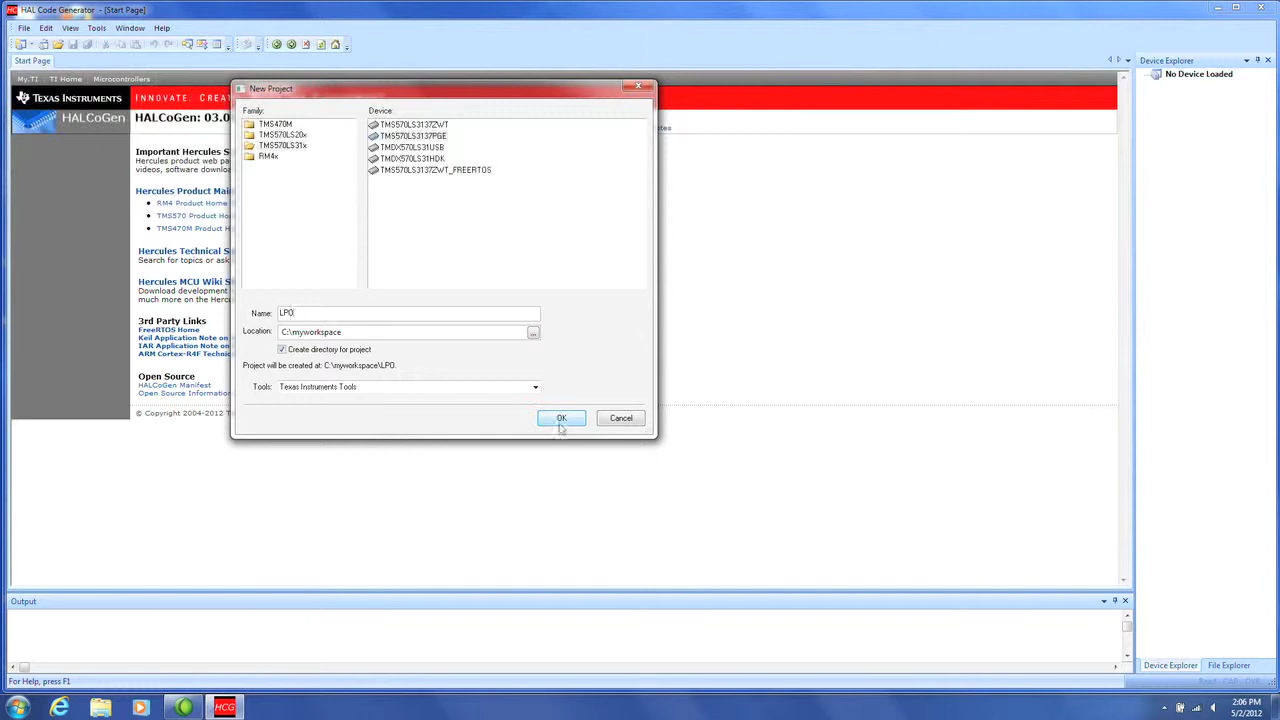 HAL Code Generator - [Start Page]
File Edit View Tools Window Help
Start Page
Device Explorer
My.TI TI Home Microcontrollers
No Device Loaded
New Project
TEXAS INSTRUMENTS INNOVATE. CREA
HALCoGen HALCoGen: 03.0
otes
Family: Device:
TMS470M
TMS570LS20x
TMS570LS31x
RM4x
TMS570LS3137ZWT
TMS570LS3137PGE
TMDX570LS31USB
TMDX570LS31HDK
TMS570LS3137ZWT_FREERTOS
Important Hercules S
Hercules product web pa
videos, software downloa
Hercules Product Mai
RM4 Product Home
TMS570 Product Ho
TMS470M Product H
Hercules Technical S
Search for topics or ask
Hercules MCU Wiki S
Download development
much more on the Herc
3rd Party Links
FreeRTOS Home
Keil Application Note on
IAR Application Note on
ARM Cortex-R4F Technic
Open Source
HALCoGen Manifest
Open Source Information
© Copyright 2004-2012 T
Name: LPO
Location: C:\myworkspace ...
Create directory for project
Project will be created at: C:\myworkspace\LPO.
Tools: Texas Instruments Tools
OK Cancel
Output
Device Explorer File Explorer
For Help, press F1
HCG
2:06 PM
5/2/2012